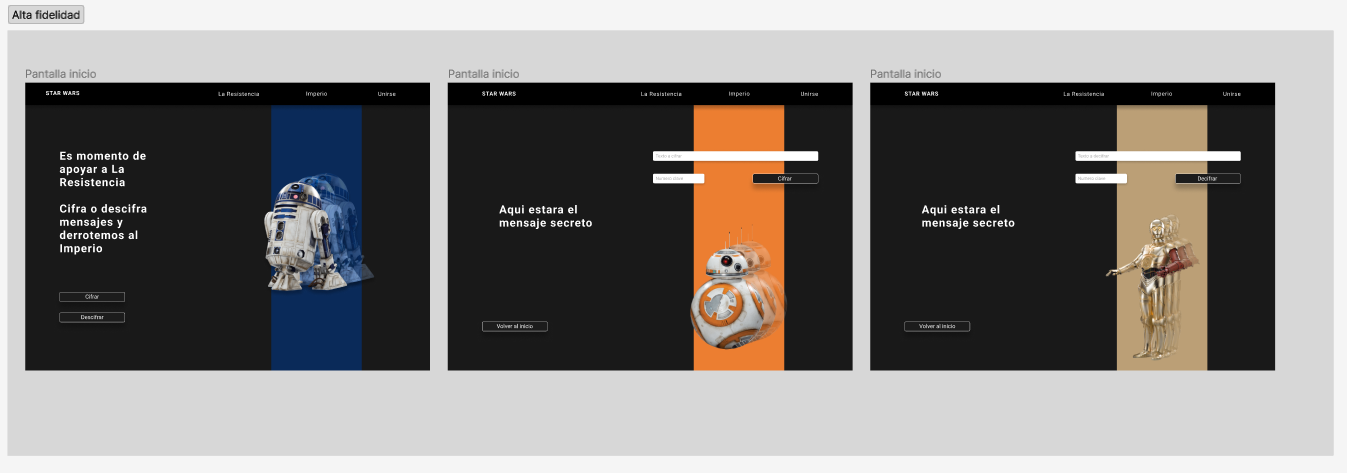 Alta fidelidad
Pantalla inicio
STAR WARS
La Resistencia
Imperio
Unirse
Es momento de
apoyar a La
Resistencia
Cifra o descifra
mensajes y
derrotemos al
Imperio
Cifrar
Descifrar
Pantalla inicio
STAR WARS
La Resistencia
Imperio
Unirse
Texto a cifrar
Numero clave
Cifrar
Aqui estara el
mensaje secreto
Volver al inicio
Pantalla inicio
STAR WARS
La Resistencia
Imperio
Unirse
Texto a decifrar
Numero clave
Decifrar
Aqui estara el
mensaje secreto
Volver al inicio